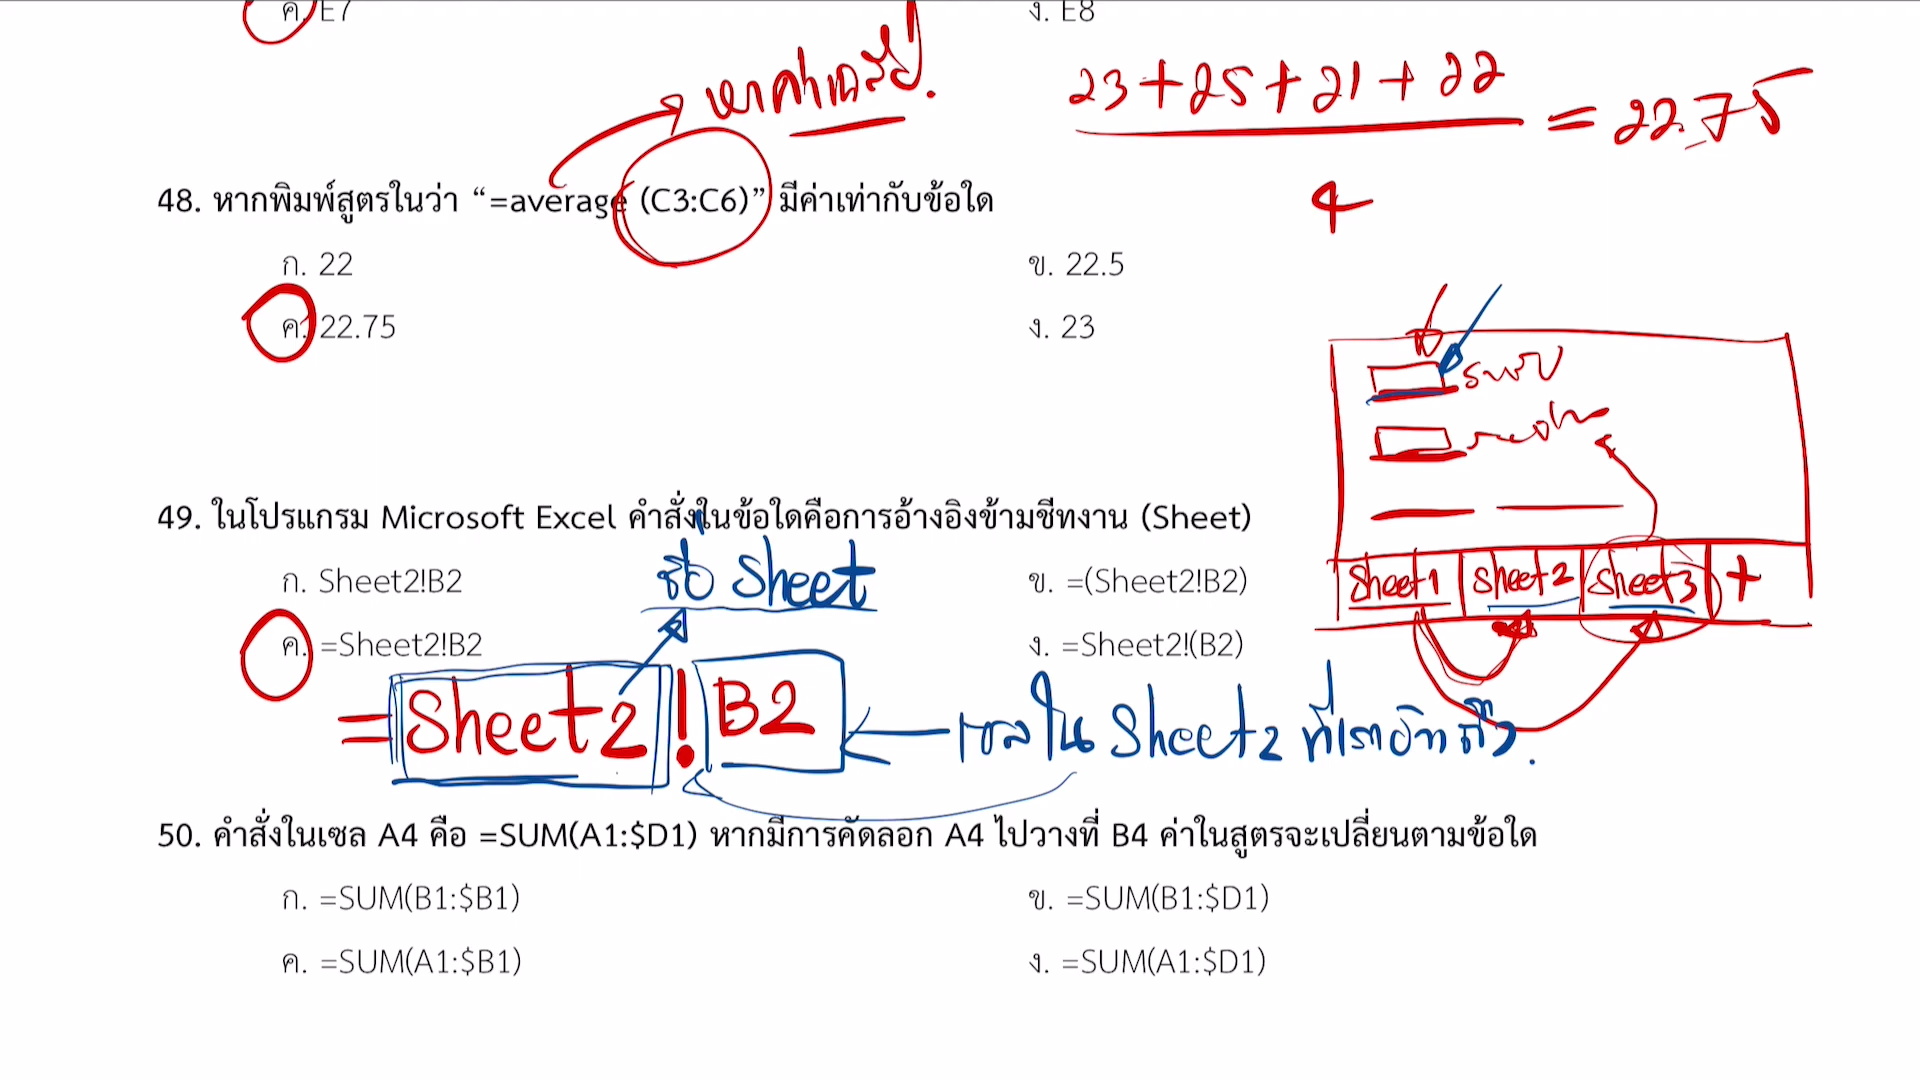 ค. E7 ง. E8
หาค่าเฉลี่ย.
23+25+21+22 = 22.75
4
48. หากพิมพ์สูตรในว่า “=average (C3:C6)” มีค่าเท่ากับข้อใด
ก. 22 ข. 22.5
ค. 22.75 ง. 23
49. ในโปรแกรม Microsoft Excel คำสั่งในข้อใดคือการอ้างอิงข้ามชีทงาน (Sheet)
ก. Sheet2!B2 ข. =(Sheet2!B2)
ชื่อ Sheet
Sheet1 Sheet2 Sheet3 +
ค. =Sheet2!B2 ง. =Sheet2!(B2)
=Sheet2!B2
เซลใน Sheet2 ที่เราอ้างถึง.
50. คำสั่งในเซล A4 คือ =SUM(A1:$D1) หากมีการคัดลอก A4 ไปวางที่ B4 ค่าในสูตรจะเปลี่ยนตามข้อใด
ก. =SUM(B1:$B1) ข. =SUM(B1:$D1)
ค. =SUM(A1:$B1) ง. =SUM(A1:$D1)